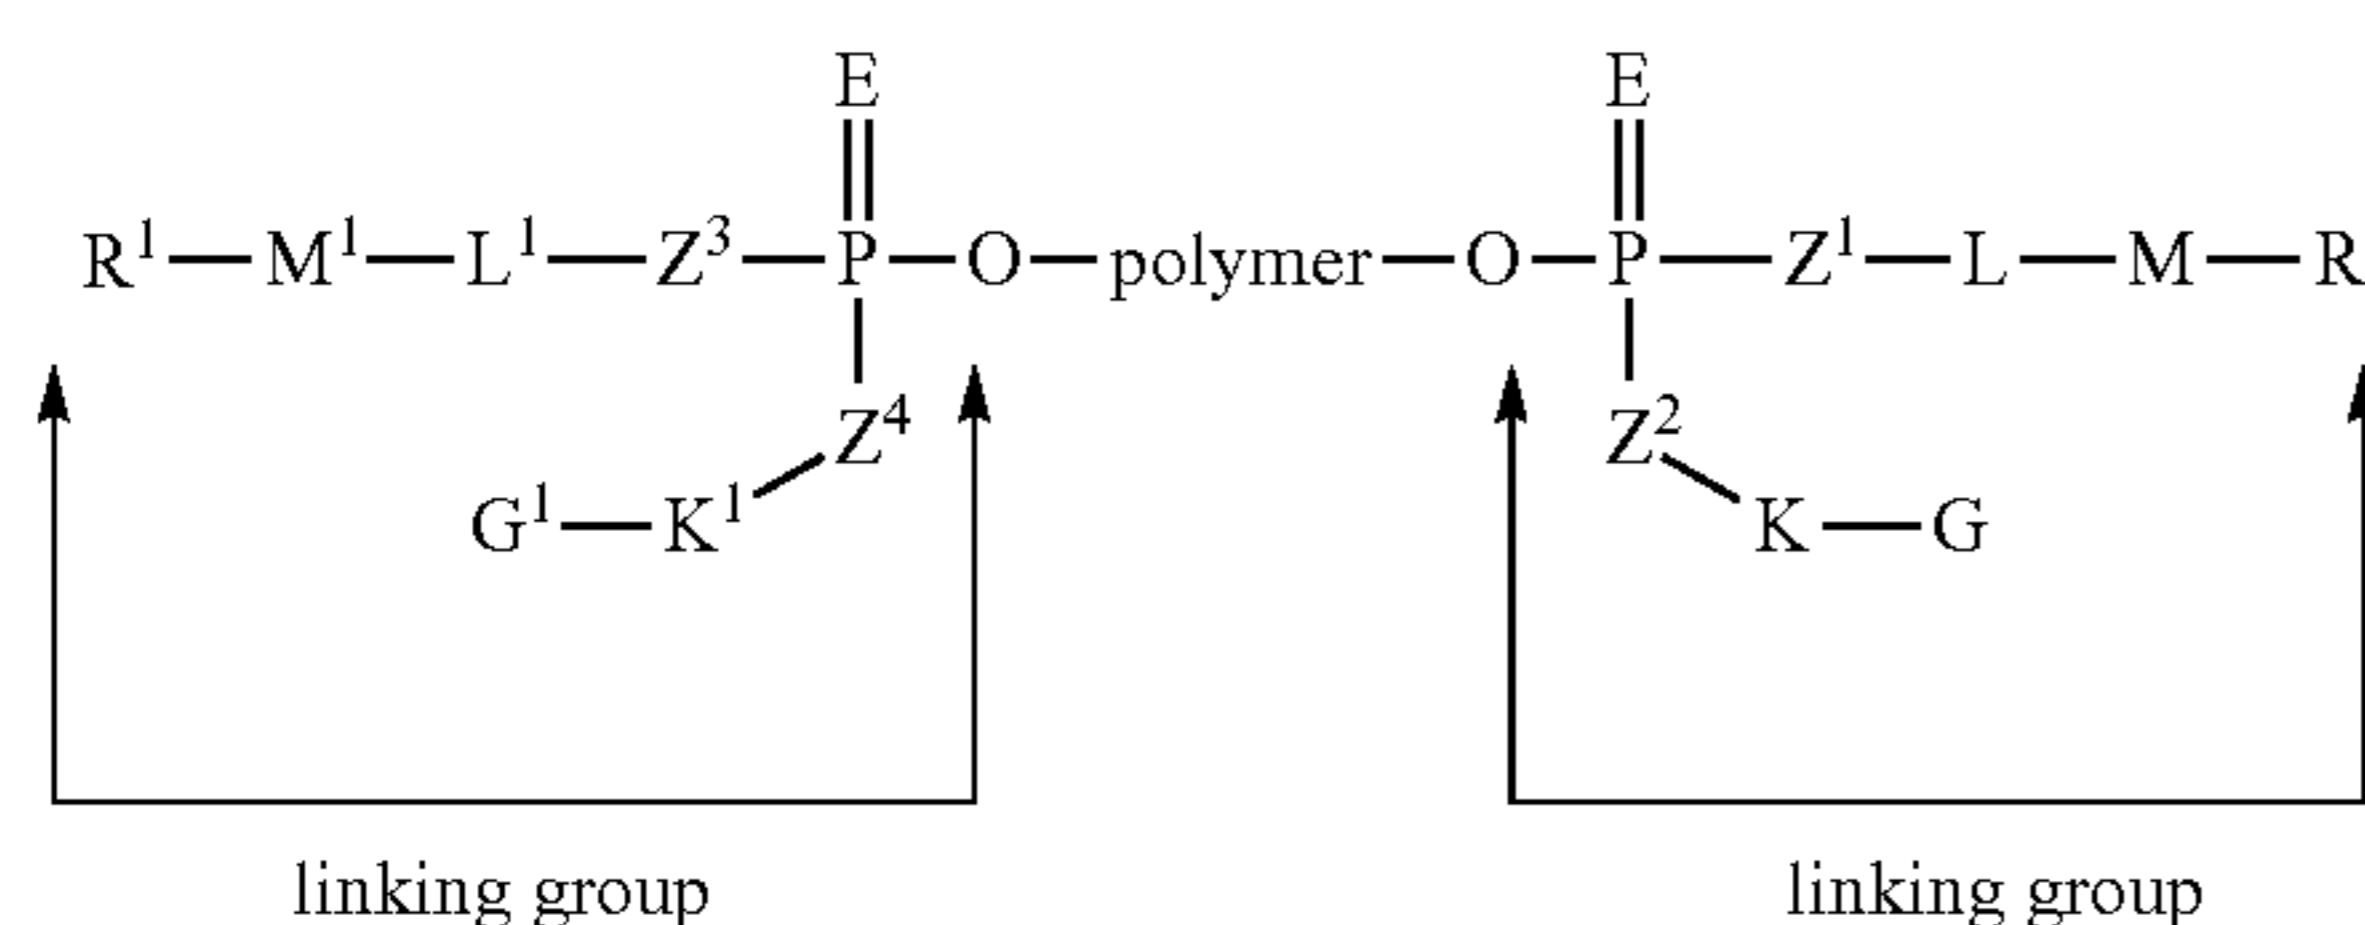 E E
R¹—M¹—L¹—Z³—P—O—polymer—O—P—Z¹—L—M—R
Z⁴ Z²
G¹—K¹ K—G
linking group linking group